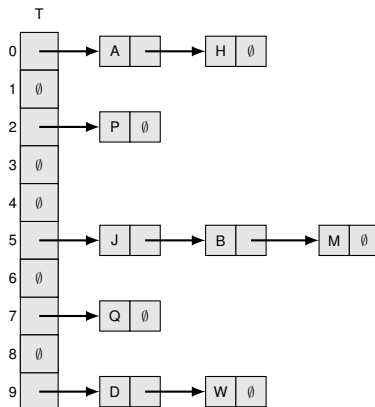 T
0 A H ∅
1 ∅
2 P ∅
3 ∅
4 ∅
5 J B M ∅
6 ∅
7 Q ∅
8 ∅
9 D W ∅